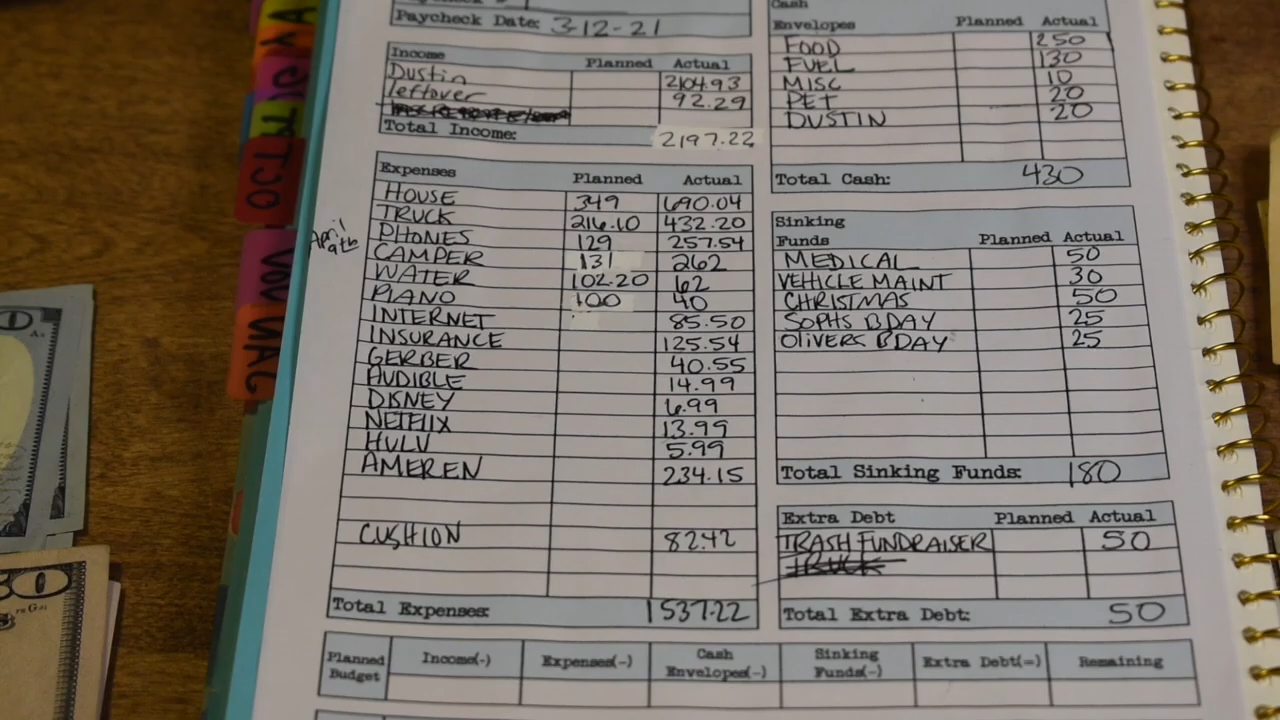 Paycheck Date: 3-12-21
Income Planned Actual
Dustin 2104.93
leftover 92.29
Total Income: 2197.22
Expenses Planned Actual
HOUSE 349 690.04
TRUCK 216.10 432.20
April 9th
PHONES 129 257.54
CAMPER 131 262
WATER 102.20 62
PIANO 100 40
INTERNET 85.50
INSURANCE 125.54
GERBER 40.55
AUDIBLE 14.99
DISNEY 6.99
NETFLIX 13.99
HULU 5.99
AMEREN 234.15
CUSHION 82.42
Total Expenses: 1537.22
Cash
Envelopes Planned Actual
FOOD 250
FUEL 130
MISC 10
PET 20
DUSTIN 20
Total Cash: 430
Sinking
Funds Planned Actual
MEDICAL 50
VEHICLE MAINT 30
CHRISTMAS 50
SOPHS BDAY 25
OLIVERS BDAY 25
Total Sinking Funds: 180
Extra Debt Planned Actual
TRASH FUNDRAISER 50
TRUCK
Total Extra Debt: 50
Planned Budget Income(-) Expenses(-) Cash Envelopes(-) Sinking Funds(-) Extra Debt(=) Remaining
OCT
NOV